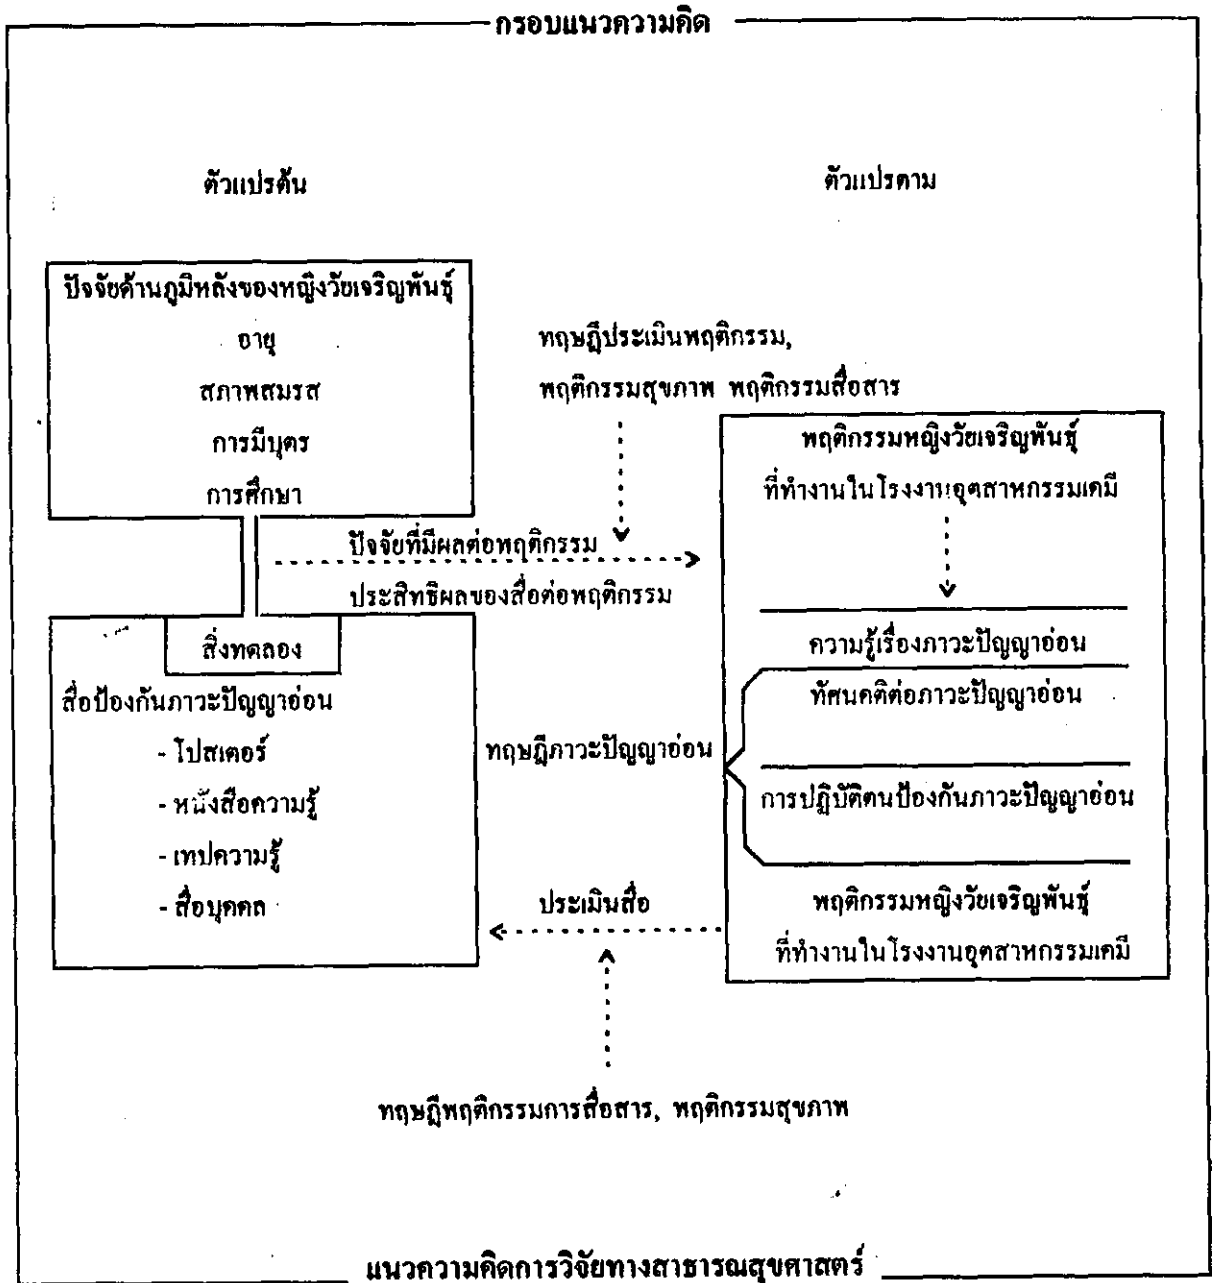 กรอบแนวความคิด
ตัวแปรต้น
ตัวแปรตาม
ปัจจัยด้านภูมิหลังของหญิงวัยเจริญพันธุ์
อายุ
สภาพสมรส
การมีบุตร
การศึกษา
ทฤษฎีประเมินพฤติกรรม,
พฤติกรรมสุขภาพ พฤติกรรมสื่อสาร
ปัจจัยที่มีผลต่อพฤติกรรม
ประสิทธิผลของสื่อต่อพฤติกรรม
พฤติกรรมหญิงวัยเจริญพันธุ์
ที่ทำงานในโรงงานอุตสาหกรรมเคมี
ความรู้เรื่องภาวะปัญญาอ่อน
ทัศนคติต่อภาวะปัญญาอ่อน
การปฏิบัติตนป้องกันภาวะปัญญาอ่อน
พฤติกรรมหญิงวัยเจริญพันธุ์
ที่ทำงานในโรงงานอุตสาหกรรมเคมี
สิ่งทดลอง
สื่อป้องกันภาวะปัญญาอ่อน
- โปสเตอร์
- หนังสือความรู้
- เทปความรู้
- สื่อบุคคล
ทฤษฎีภาวะปัญญาอ่อน
ประเมินสื่อ
ทฤษฎีพฤติกรรมการสื่อสาร, พฤติกรรมสุขภาพ
แนวความคิดการวิจัยทางสาธารณสุขศาสตร์